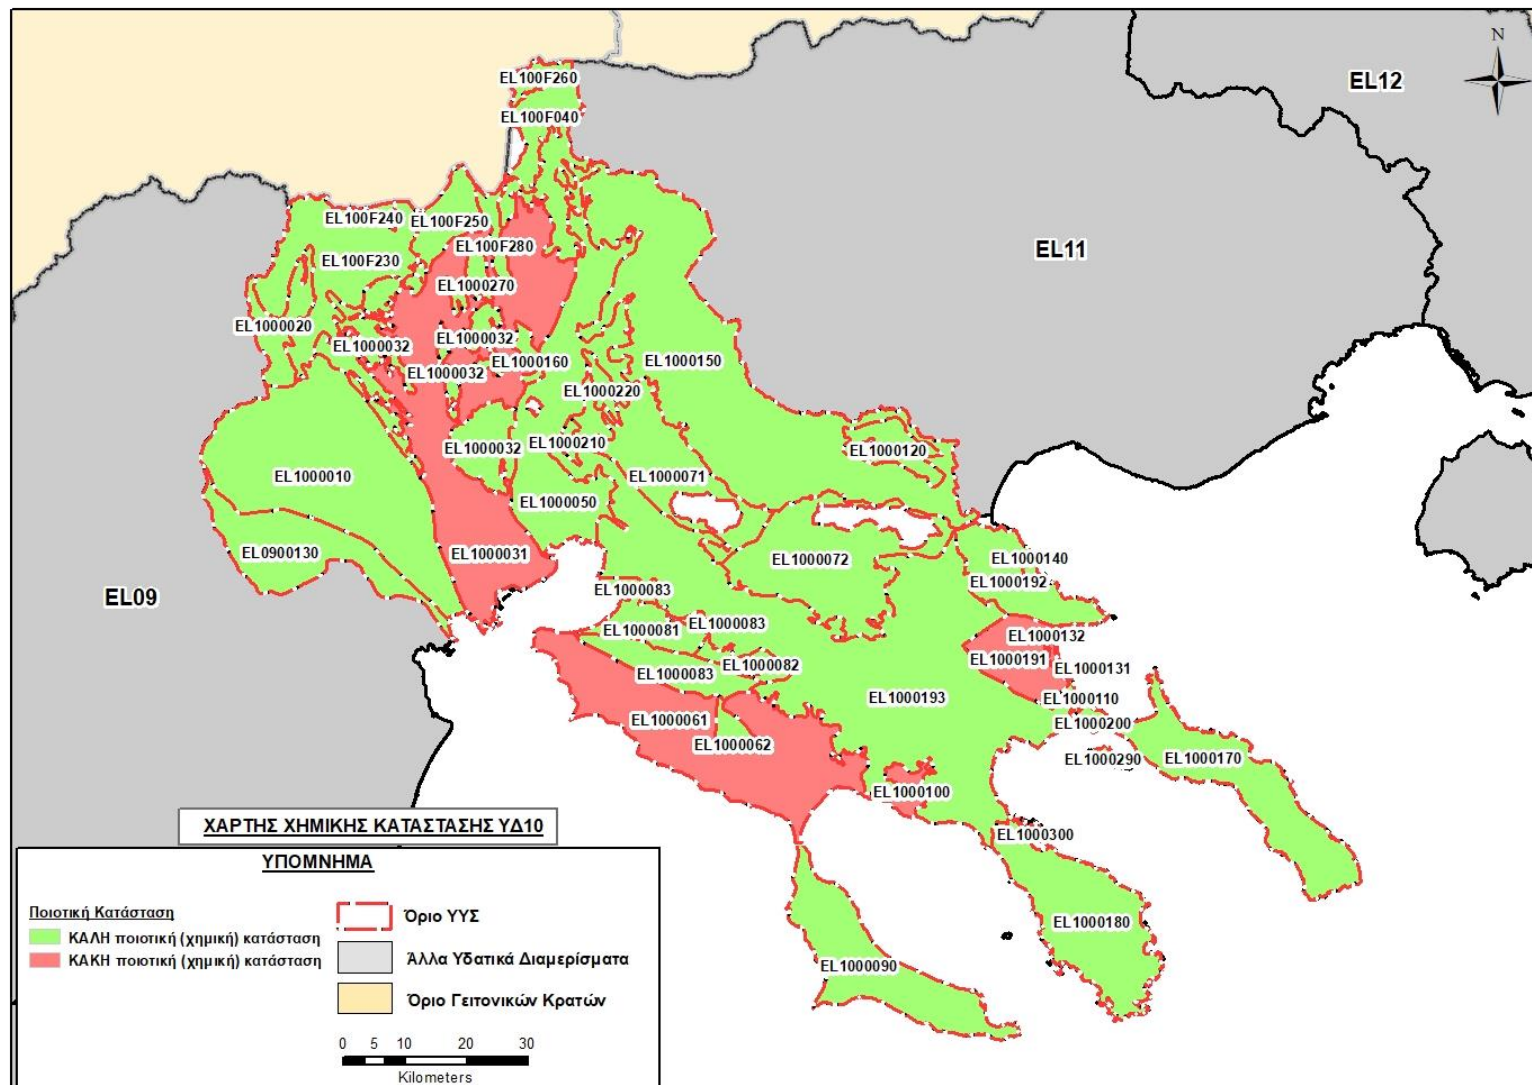 N
EL12
EL100F260
EL100F040
EL100F240
EL100F250
EL100F280
EL11
EL100F230
EL1000270
EL1000020
EL1000032
EL1000032
EL1000160
EL1000150
EL1000032
EL1000220
EL1000210
EL1000120
EL1000032
EL1000010
EL1000071
EL1000050
EL0900130
EL1000031
EL1000072
EL1000140
EL1000192
EL09
EL1000083
EL1000081
EL1000083
EL1000132
EL1000191
EL1000131
EL1000082
EL1000083
EL1000193
EL1000110
EL1000061
EL1000200
EL1000062
EL1000290
EL1000170
EL1000100
EL1000300
EL1000180
EL1000090
ΧΑΡΤΗΣ ΧΗΜΙΚΗΣ ΚΑΤΑΣΤΑΣΗΣ ΥΔ10
ΥΠΟΜΝΗΜΑ
Ποιοτική Κατάσταση
ΚΑΛΗ ποιοτική (χημική) κατάσταση
ΚΑΚΗ ποιοτική (χημική) κατάσταση
Όριο ΥΥΣ
Άλλα Υδατικά Διαμερίσματα
Όριο Γειτονικών Κρατών
0 5 10 20 30
Kilometers